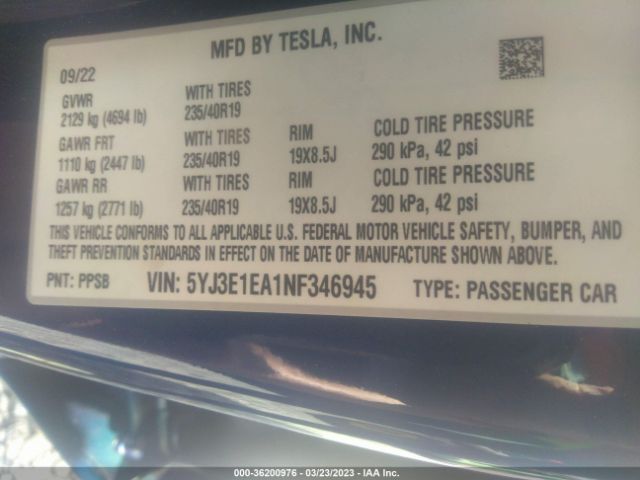 MFD BY TESLA, INC.
09/22
GVWR WITH TIRES
2129 kg (4694 lb) 235/40R19
GAWR FRT WITH TIRES RIM COLD TIRE PRESSURE
1110 kg (2447 lb) 235/40R19 19X8.5J 290 kPa, 42 psi
GAWR RR WITH TIRES RIM COLD TIRE PRESSURE
1257 kg (2771 lb) 235/40R19 19X8.5J 290 kPa, 42 psi
THIS VEHICLE CONFORMS TO ALL APPLICABLE U.S. FEDERAL MOTOR VEHICLE SAFETY, BUMPER, AND
THEFT PREVENTION STANDARDS IN EFFECT ON THE DATE OF MANUFACTURE SHOWN ABOVE.
PNT: PPSB VIN: 5YJ3E1EA1NF346945 TYPE: PASSENGER CAR
000-36200976 - 03/23/2023 - IAA Inc.